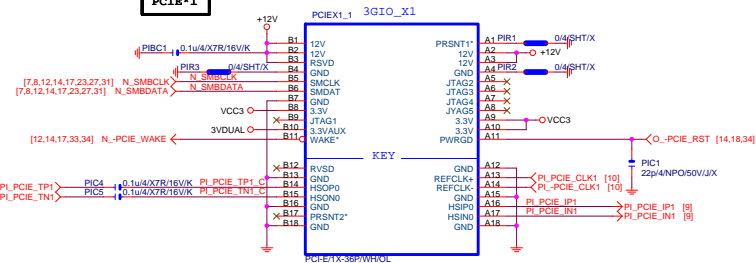 PCIE-1
PCIEX1_1 3GIO_X1
+12V
PIBC1 0.1u/4/X7R/16V/K
B1 12V
B2 12V
B3 RSVD
PIR3 0/4/SHT/X B4 GND
[7,8,12,14,17,23,27,31] N_SMBCLK N_SMBCLK B5 SMCLK
[7,8,12,14,17,23,27,31] N_SMBDATA N_SMBDATA B6 SMDAT
B7 GND
VCC3 B8 3.3V
B9 JTAG1
3VDUAL B10 3.3VAUX
[12,14,17,33,34] N_-PCIE_WAKE B11 WAKE*
KEY
B12 RVSD
B13 GND
PI_PCIE_TP1 PIC4 0.1u/4/X7R/16V/K PI_PCIE_TP1_C B14 HSOP0
PI_PCIE_TN1 PIC5 0.1u/4/X7R/16V/K PI_PCIE_TN1_C B15 HSON0
B16 GND
B17 PRSNT2*
B18 GND
PRSNT1* A1 PIR1 0/4/SHT/X
12V A2 +12V
12V A3
GND A4 PIR2 0/4/SHT/X
JTAG2 A5
JTAG3 A6
JTAG4 A7
JYAG5 A8
3.3V A9 VCC3
3.3V A10
PWRGD A11 O_-PCIE_RST [14,18,34]
PIC1
22p/4/NPO/50V/J/X
GND A12
REFCLK+ A13 PI_PCIE_CLK1 [10]
REFCLK- A14 PI_-PCIE_CLK1 [10]
GND A15
HSIP0 A16 PI_PCIE_IP1 PI_PCIE_IP1 [9]
HSIN0 A17 PI_PCIE_IN1 PI_PCIE_IN1 [9]
GND A18
PCI-E/1X-36P/WH/OL